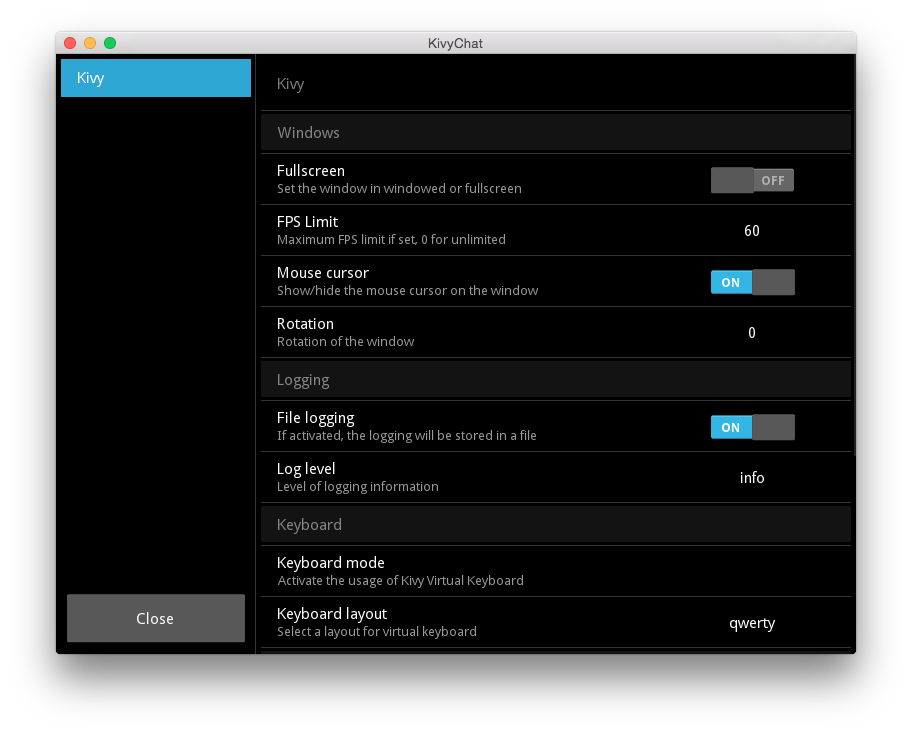 KivyChat
Kivy
Kivy
Windows
Fullscreen
Set the window in windowed or fullscreen
OFF
FPS Limit
Maximum FPS limit if set, 0 for unlimited
60
Mouse cursor
Show/hide the mouse cursor on the window
ON
Rotation
Rotation of the window
0
Logging
File logging
If activated, the logging will be stored in a file
ON
Log level
Level of logging information
info
Keyboard
Keyboard mode
Activate the usage of Kivy Virtual Keyboard
Keyboard layout
Select a layout for virtual keyboard
qwerty
Close